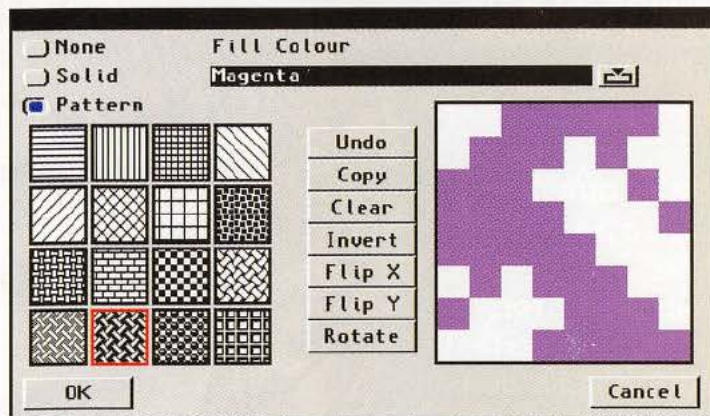 None
Fill Colour
Solid
Magenta
Pattern
Undo
Copy
Clear
Invert
Flip X
Flip Y
Rotate
OK
Cancel